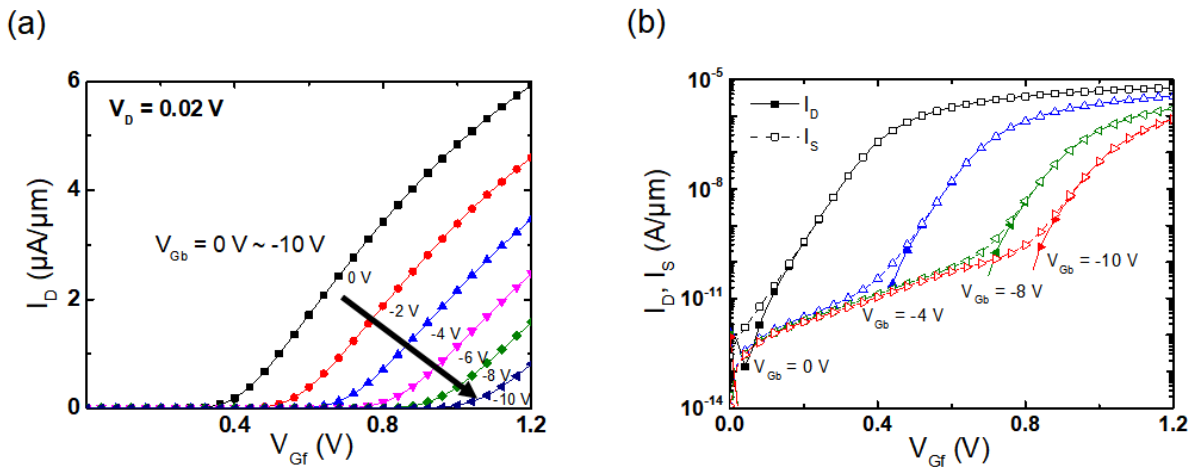 (a)
(b)
6
4
2
0
0.4
0.8
1.2
I_D (μA/μm)
V_Gf (V)
V_D = 0.02 V
V_Gb = 0 V ~ -10 V
0 V
-2 V
-4 V
-6 V
-8 V
-10 V
10^-5
10^-8
10^-11
10^-14
0.0
0.4
0.8
1.2
I_D, I_S (A/μm)
V_Gf (V)
I_D
I_S
V_Gb = -10 V
V_Gb = -8 V
V_Gb = -4 V
V_Gb = 0 V